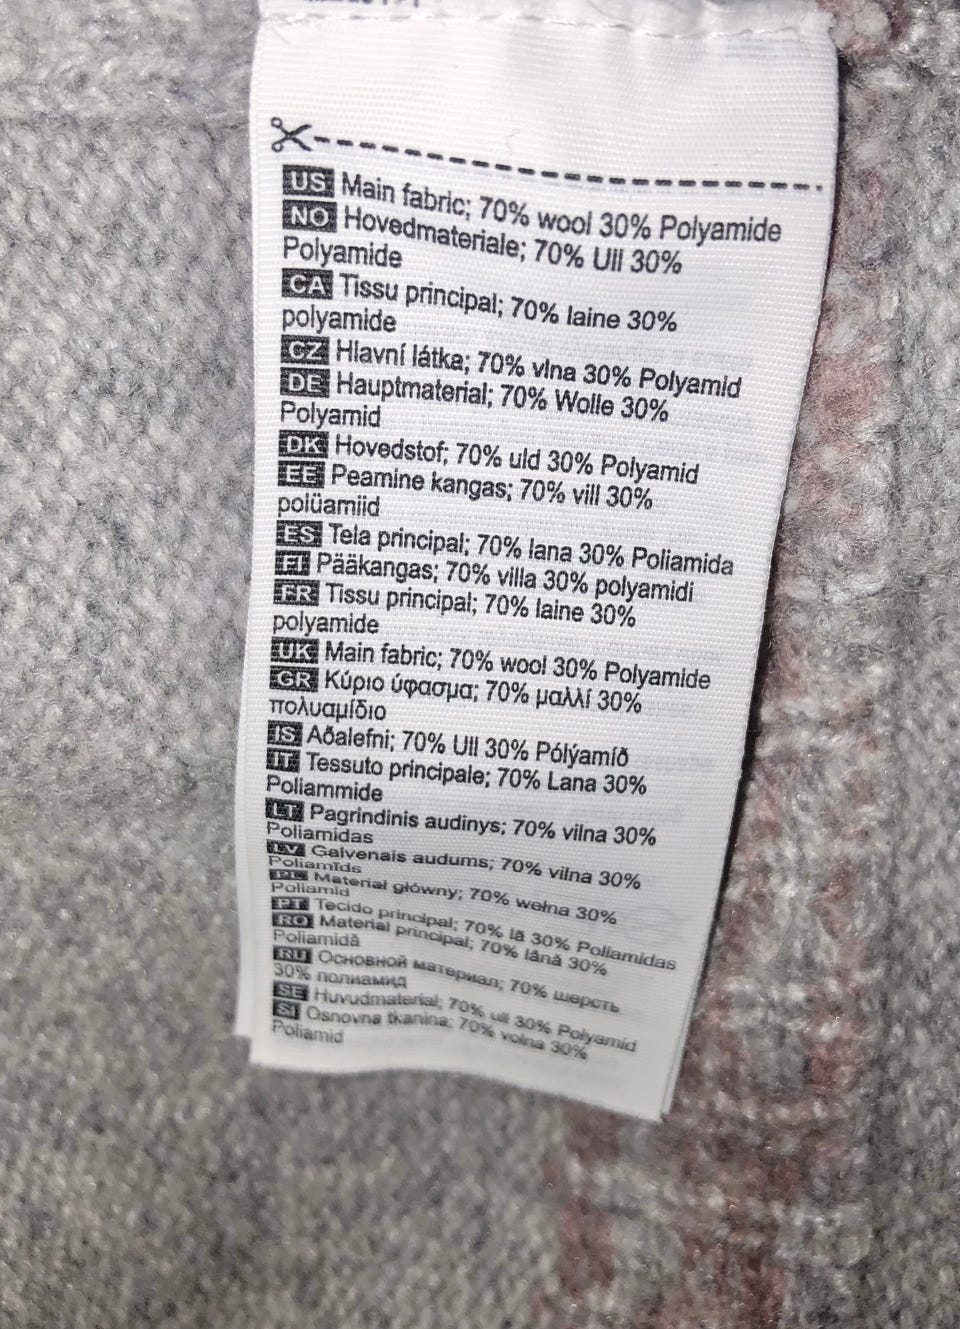 US Main fabric; 70% wool 30% Polyamide
NO Hovedmateriale; 70% Ull 30%
Polyamide
CA Tissu principal; 70% laine 30%
polyamide
CZ Hlavní látka; 70% vlna 30% Polyamid
DE Hauptmaterial; 70% Wolle 30%
Polyamid
DK Hovedstof; 70% uld 30% Polyamid
EE Peamine kangas; 70% vill 30%
polüamiid
ES Tela principal; 70% lana 30% Poliamida
FI Pääkangas; 70% villa 30% polyamidi
FR Tissu principal; 70% laine 30%
polyamide
UK Main fabric; 70% wool 30% Polyamide
GR Κύριο ύφασμα; 70% μαλλί 30%
πολυαμίδιο
IS Aðalefni; 70% Ull 30% Pólýamíð
IT Tessuto principale; 70% Lana 30%
Poliammide
LT Pagrindinis audinys; 70% vilna 30%
Poliamidas
LV Galvenais audums; 70% vilna 30%
Poliamīds
PL Materiał główny; 70% wełna 30%
Poliamid
PT Tecido principal; 70% lã 30% Poliamidas
RO Material principal; 70% lână 30%
Poliamidă
RU Основной материал; 70% шерсть
30% полиамид
SE Huvudmaterial; 70% ull 30% Polyamid
SI Osnovna tkanina; 70% volna 30%
Poliamid